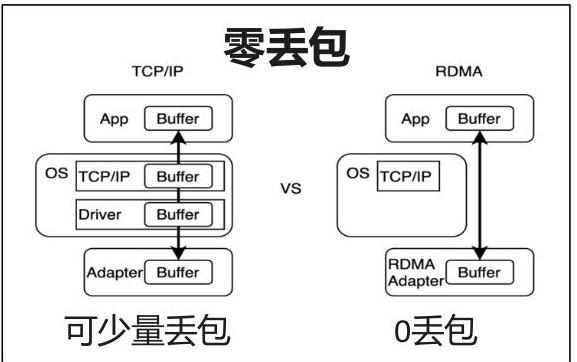 零丢包
TCP/IP
RDMA
App Buffer
App Buffer
OS TCP/IP Buffer
Driver Buffer
VS
OS TCP/IP
Adapter Buffer
RDMA
Adapter Buffer
可少量丢包
0丢包